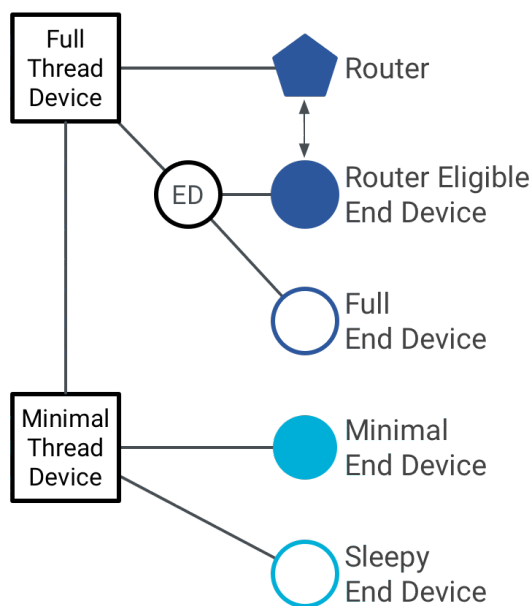 Full
Thread
Device
Router
ED
Router Eligible
End Device
Full
End Device
Minimal
Thread
Device
Minimal
End Device
Sleepy
End Device